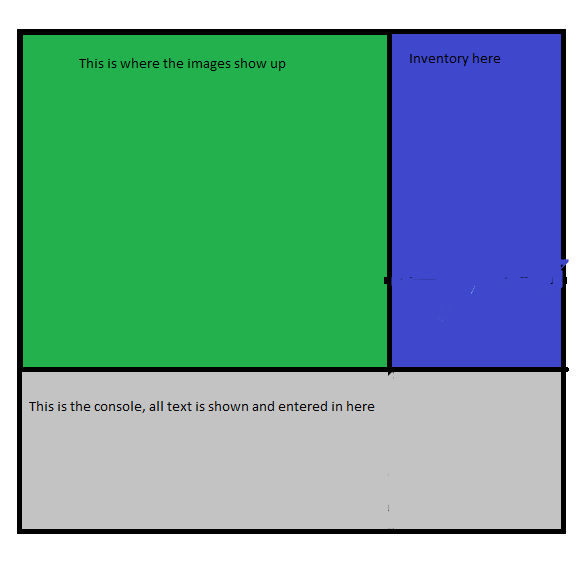 This is where the images show up
Inventory here
This is the console, all text is shown and entered in here